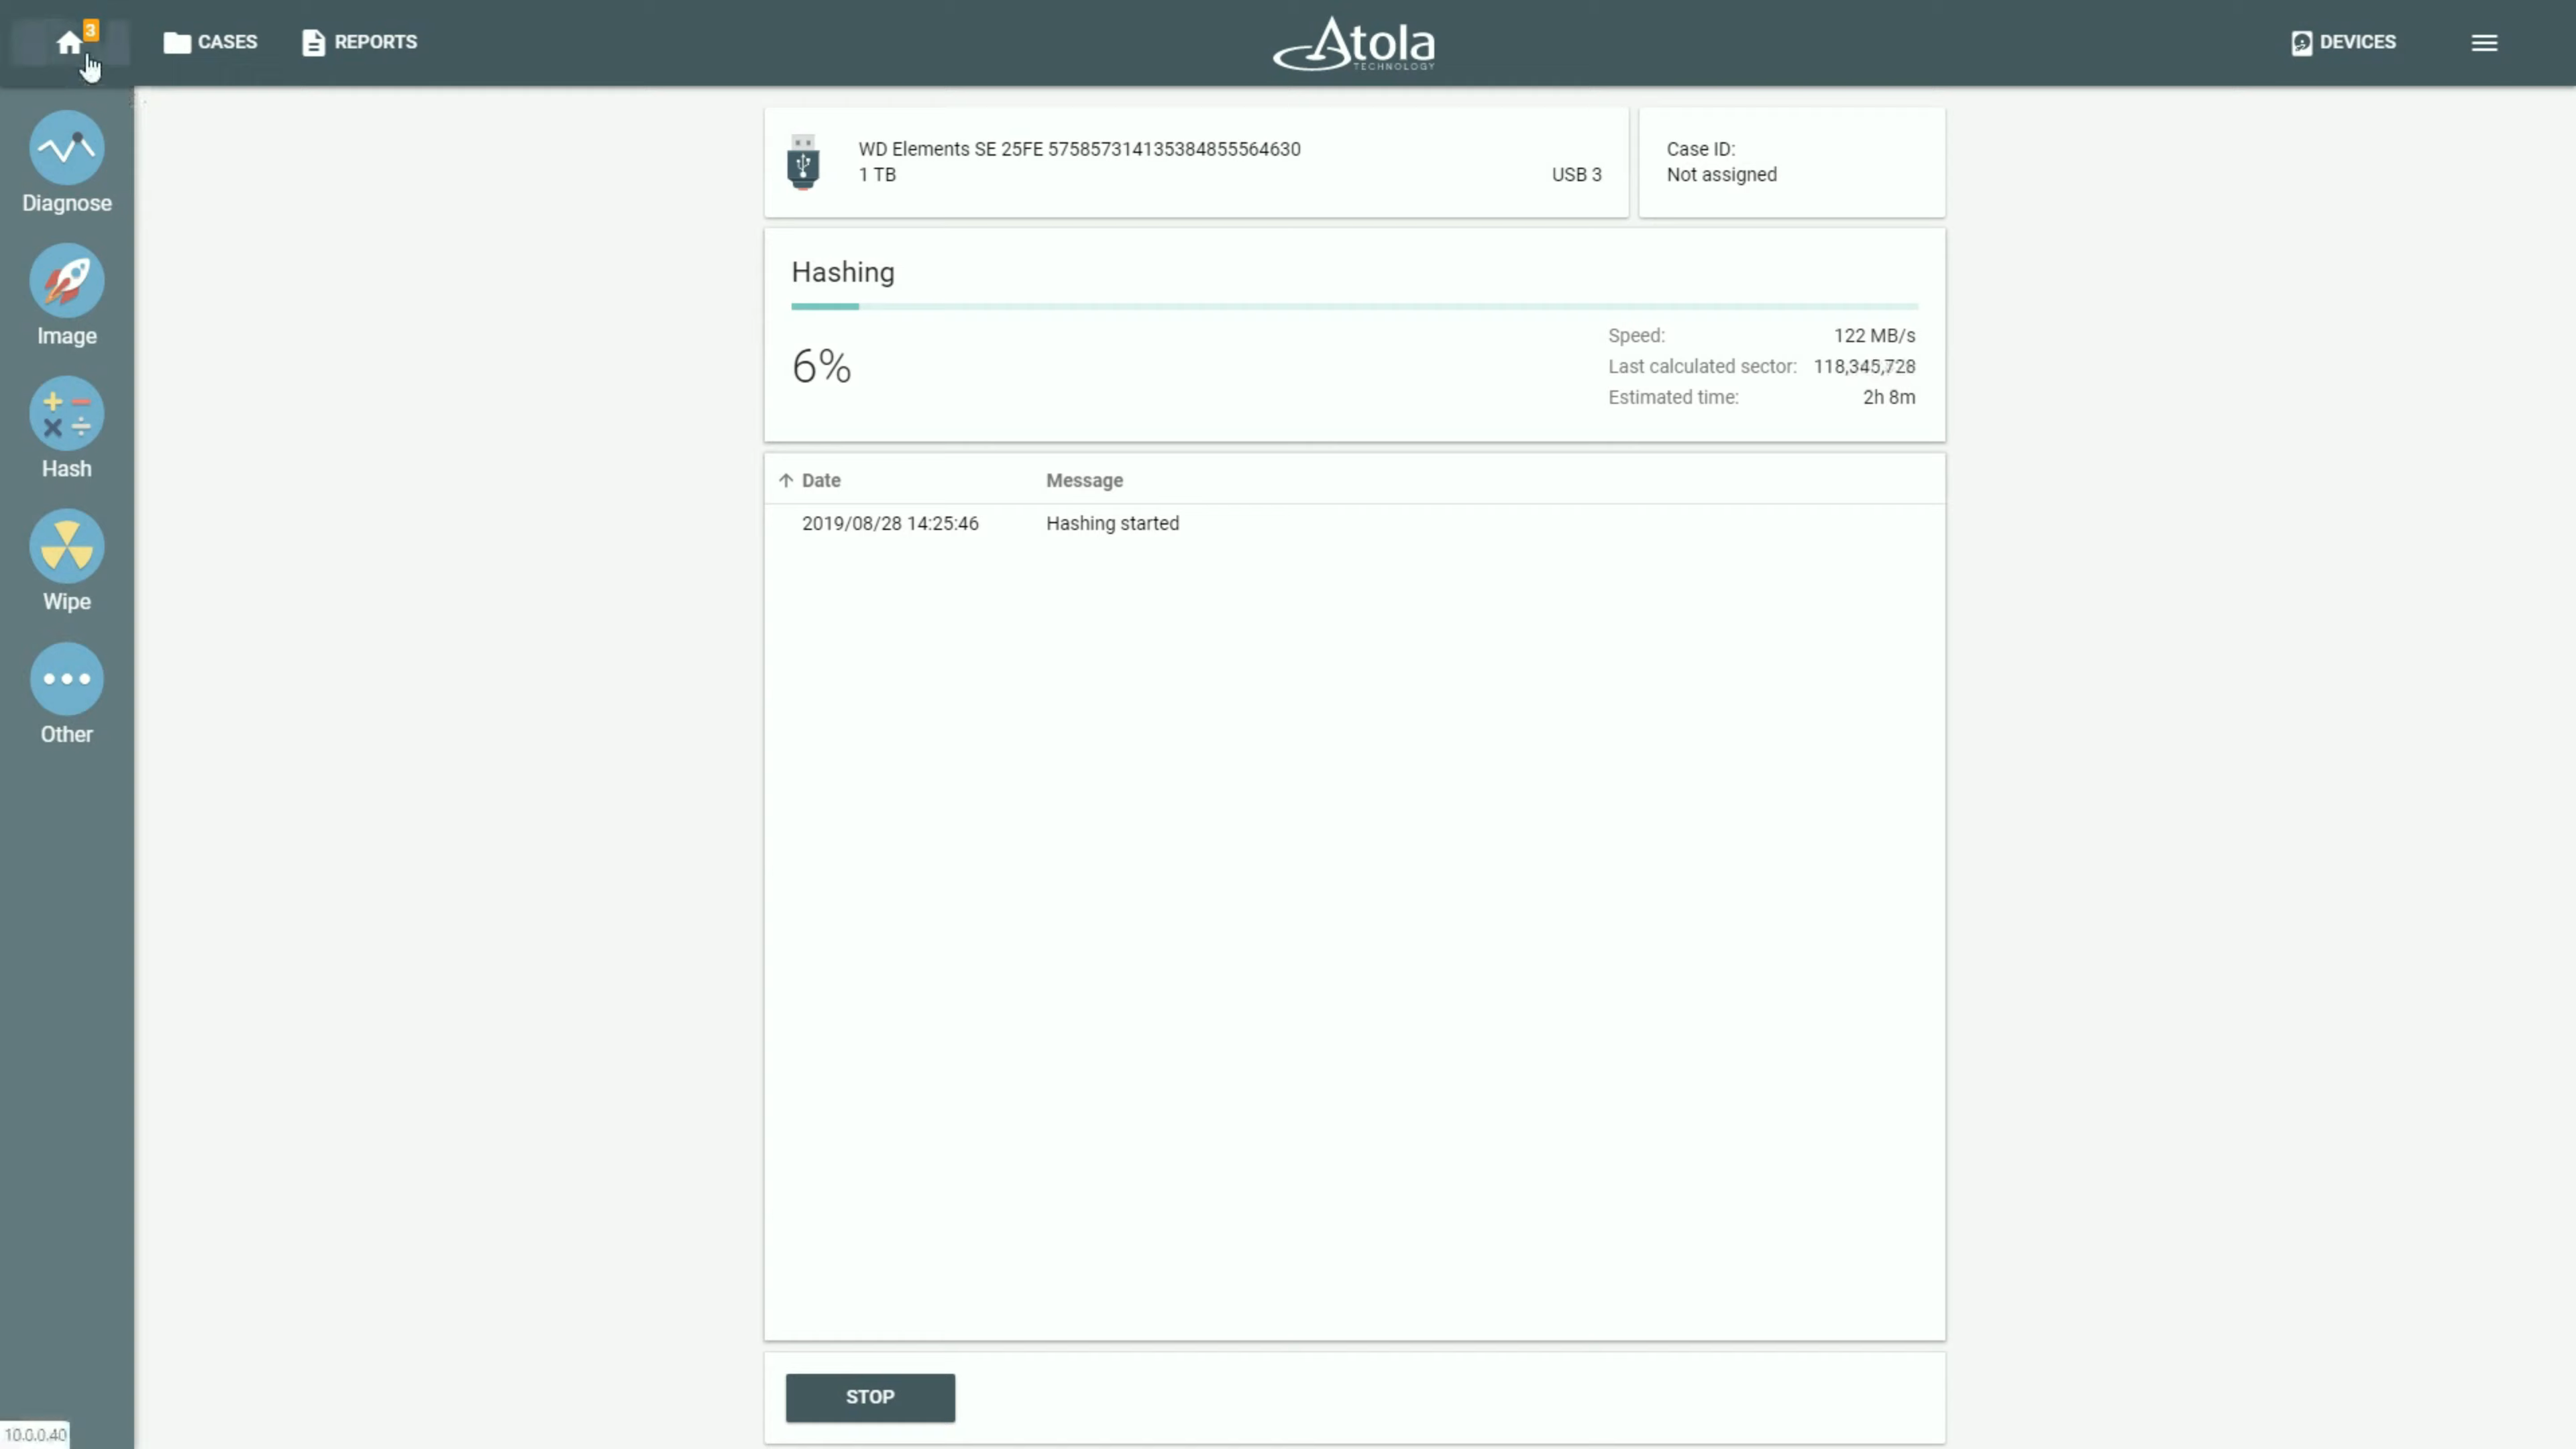 3
CASES
REPORTS
Atola
TECHNOLOGY
DEVICES
Diagnose
Image
Hash
Wipe
Other
WD Elements SE 25FE 575857314135384855564630
1 TB
USB 3
Case ID:
Not assigned
Hashing
6%
Speed: 122 MB/s
Last calculated sector: 118,345,728
Estimated time: 2h 8m
Date Message
2019/08/28 14:25:46 Hashing started
STOP
10.0.0.40